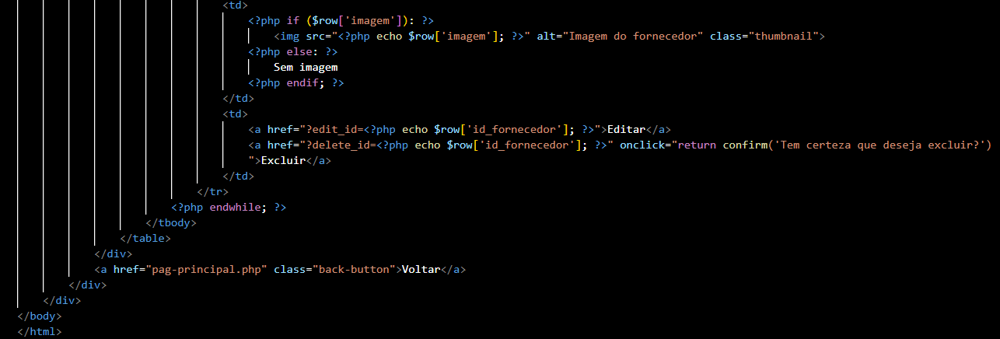 <td>
<?php if ($row['imagem']): ?>
<img src="<?php echo $row['imagem']; ?>" alt="Imagem do fornecedor" class="thumbnail">
<?php else: ?>
Sem imagem
<?php endif; ?>
</td>
<td>
<a href="?edit_id=<?php echo $row['id_fornecedor']; ?>">Editar</a>
<a href="?delete_id=<?php echo $row['id_fornecedor']; ?>" onclick="return confirm('Tem certeza que deseja excluir?')
">Excluir</a>
</td>
</tr>
<?php endwhile; ?>
</tbody>
</table>
</div>
<a href="pag-principal.php" class="back-button">Voltar</a>
</div>
</div>
</body>
</html>